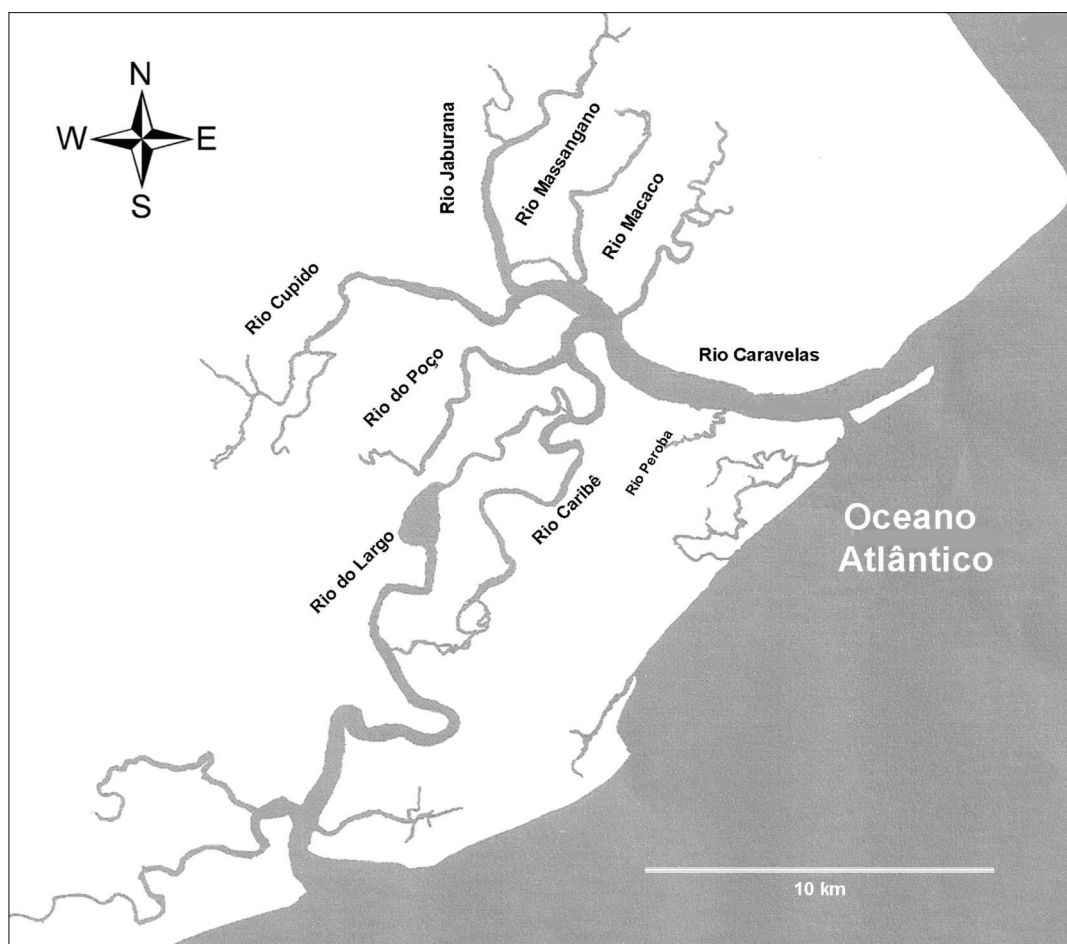 N
W
E
S
Rio Jaburana
Rio Massangano
Rio Macaco
Rio Cupido
Rio do Poço
Rio Caravelas
Rio Peroba
Rio Caribê
Rio do Largo
Oceano
Atlântico
10 km